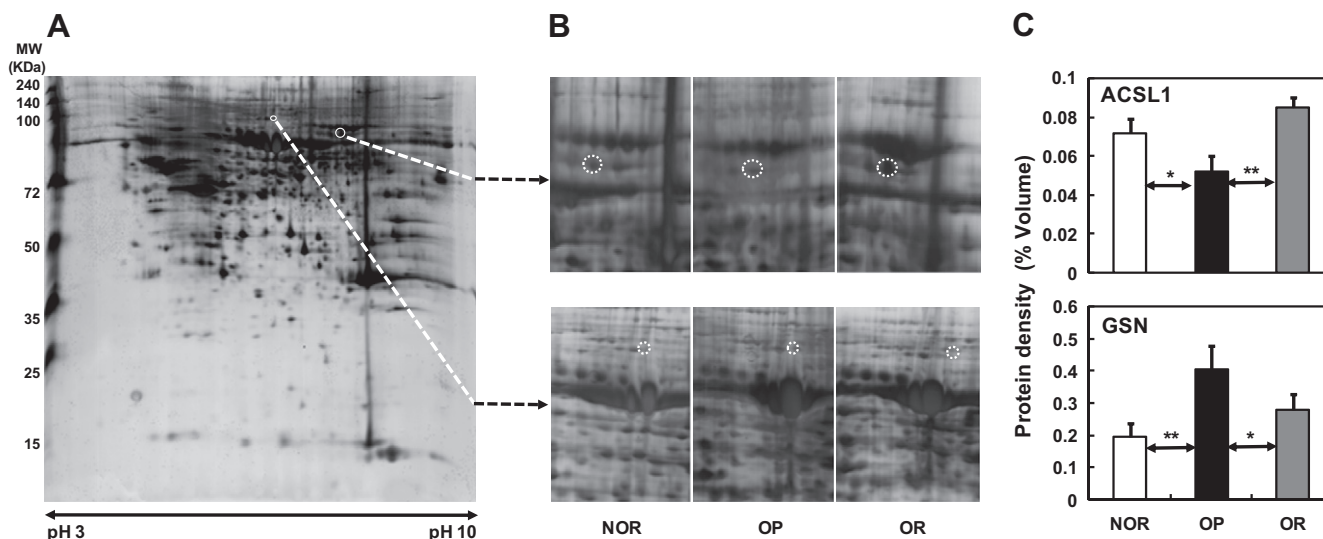 A
MW
(KDa)
240
140
100
72
50
35
25
15
pH 3
pH 10
B
NOR
OP
OR
C
Protein density (% Volume)
0.1
0.08
0.06
0.04
0.02
0
ACSL1
*
**
0.6
0.5
0.4
0.3
0.2
0.1
0
GSN
**
*
NOR
OP
OR